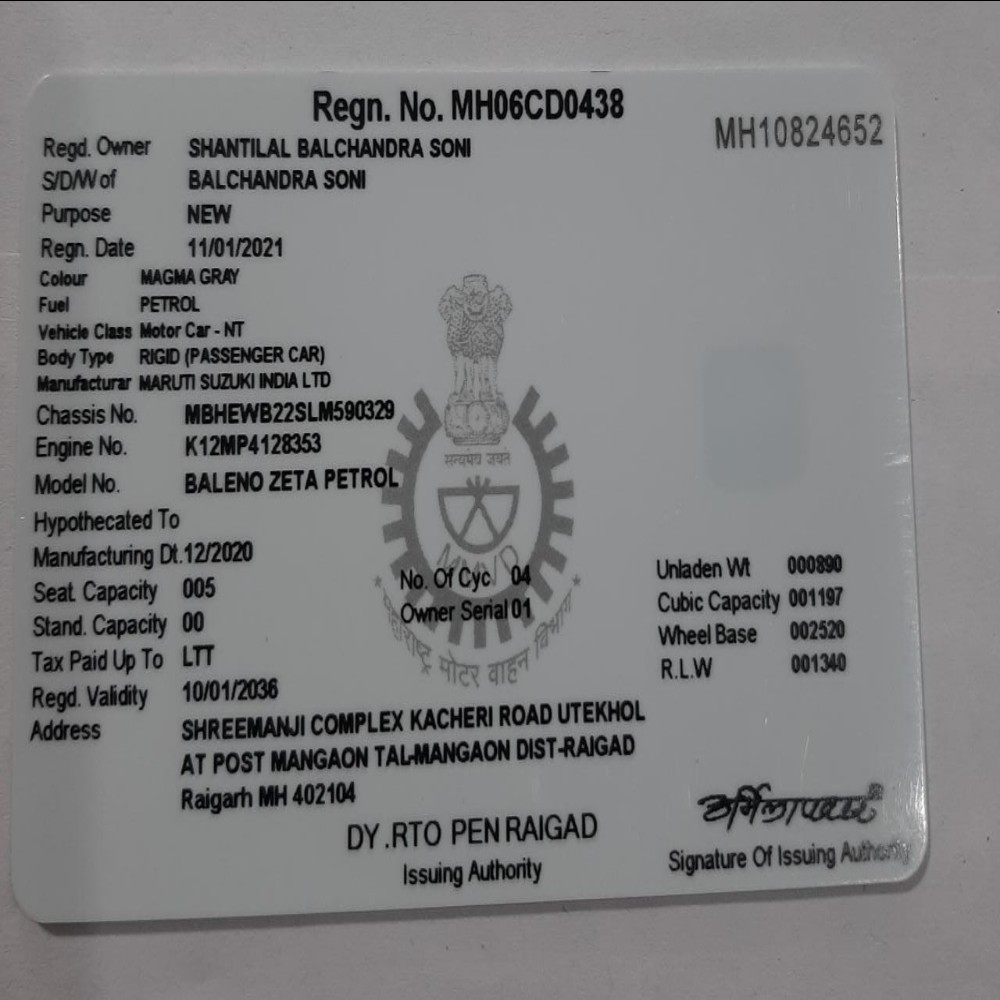 Regn. No. MH06CD0438
MH10824652
Regd. Owner SHANTILAL BALCHANDRA SONI
S/D/W of BALCHANDRA SONI
Purpose NEW
Regn. Date 11/01/2021
Colour MAGMA GRAY
Fuel PETROL
Vehicle Class Motor Car - NT
Body Type RIGID (PASSENGER CAR)
Manufacturar MARUTI SUZUKI INDIA LTD
Chassis No. MBHEWB22SLM590329
Engine No. K12MP4128353
Model No. BALENO ZETA PETROL
सत्यमेव जयते
Hypothecated To
Manufacturing Dt. 12/2020
Seat. Capacity 005 No. Of Cyc 04 Unladen Wt 000890
Stand. Capacity 00 Owner Serial 01 Cubic Capacity 001197
Wheel Base 002520
Tax Paid Up To LTT R.L.W 001340
महाराष्ट्र मोटर वाहन विभाग
Regd. Validity 10/01/2036
Address SHREEMANJI COMPLEX KACHERI ROAD UTEKHOL
AT POST MANGAON TAL-MANGAON DIST-RAIGAD
Raigarh MH 402104
DY .RTO PEN RAIGAD
Issuing Authority
Signature Of Issuing Authority